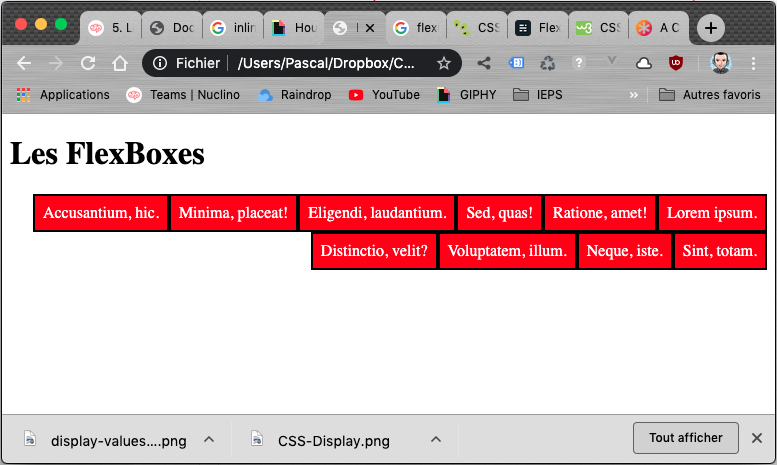 5. L Doc inlin Hou flex CSS Flex CSS A C
Fichier /Users/Pascal/Dropbox/C...
Applications Teams | Nuclino Raindrop YouTube GIPHY IEPS » Autres favoris
Les FlexBoxes
Accusantium, hic. Minima, placeat! Eligendi, laudantium. Sed, quas! Ratione, amet! Lorem ipsum.
Distinctio, velit? Voluptatem, illum. Neque, iste. Sint, totam.
display-values....png CSS-Display.png Tout afficher